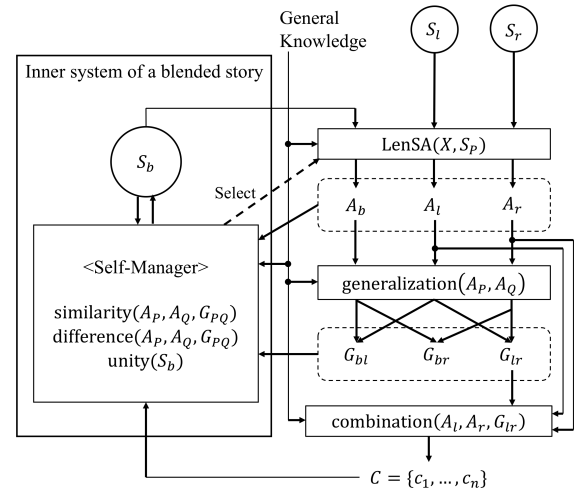 General
Knowledge
S_l
S_r
Inner system of a blended story
S_b
LenSA(X, S_P)
Select
A_b A_l A_r
<Self-Manager>
generalization(A_P, A_Q)
similarity(A_P, A_Q, G_PQ)
difference(A_P, A_Q, G_PQ)
unity(S_b)
G_bl G_br G_lr
combination(A_l, A_r, G_lr)
C = {c_1, … , c_n}